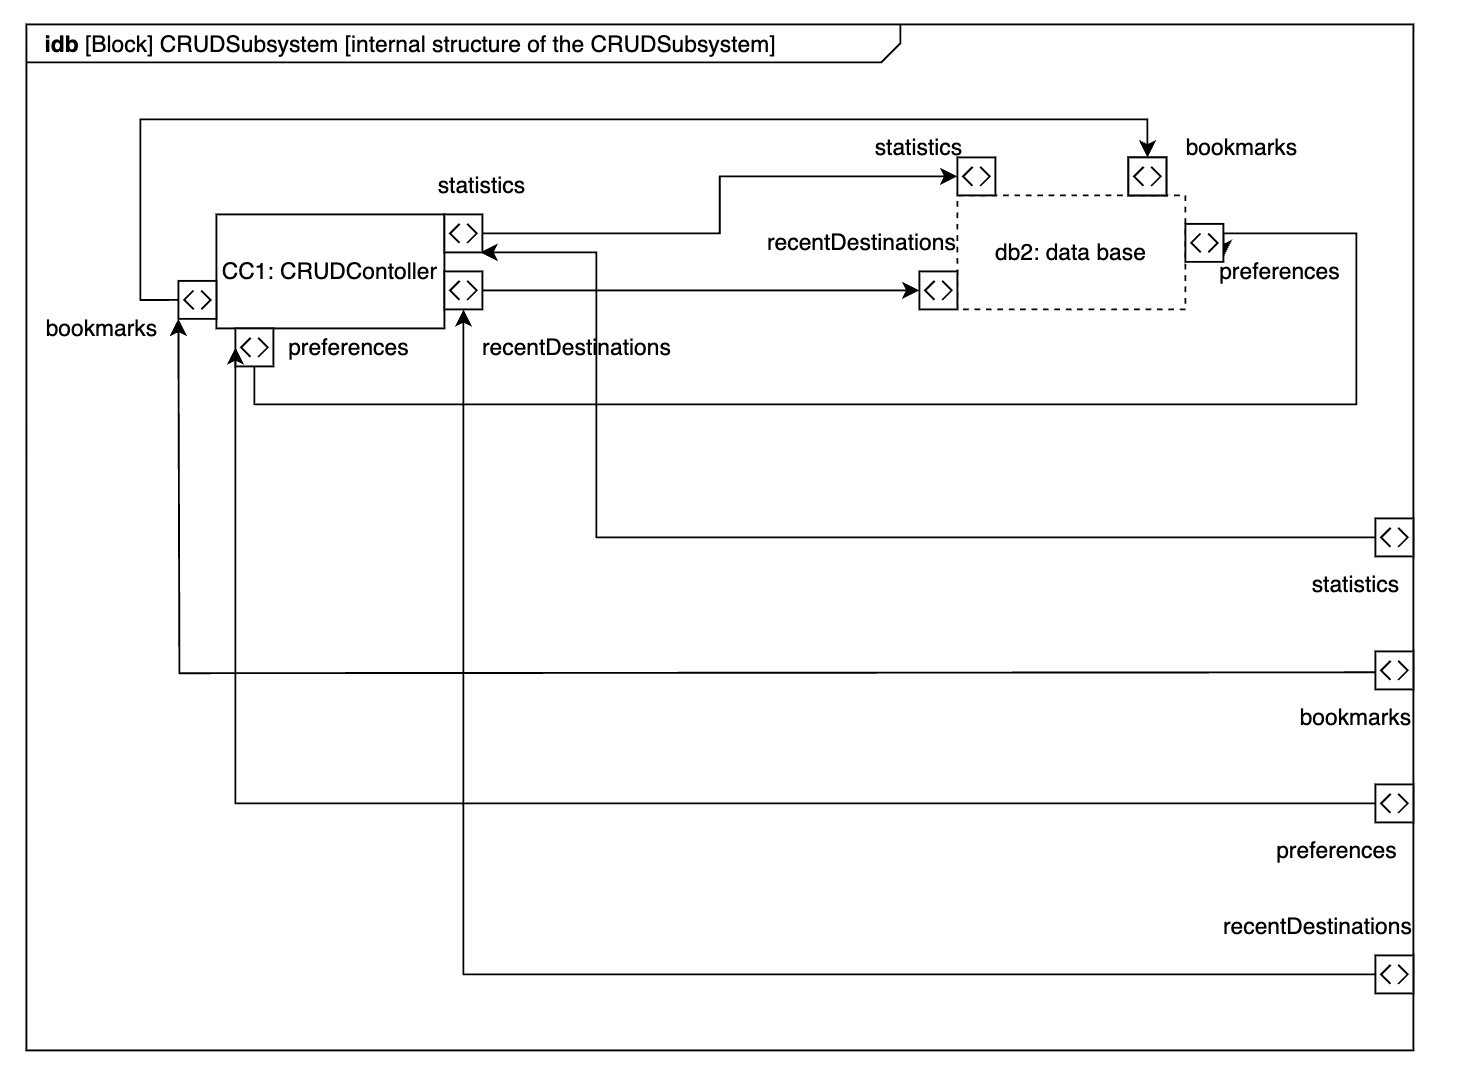 idb [Block] CRUDSubsystem [internal structure of the CRUDSubsystem]
statistics
bookmarks
statistics
<>
<>
<>
recentDestinations
<>
db2: data base
CC1: CRUDContoller
preferences
<>
<>
<>
bookmarks
<>
preferences
recentDestinations
<>
statistics
<>
bookmarks
<>
preferences
recentDestinations
<>